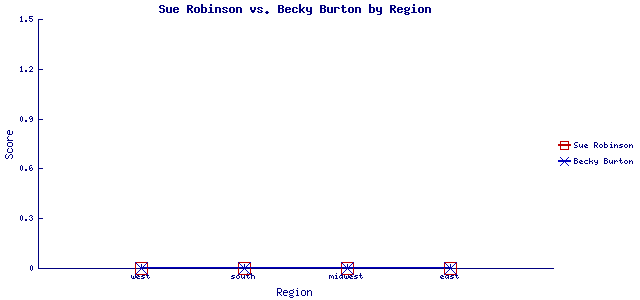 Sue Robinson vs. Becky Burton by Region
1.5
1.2
0.9
0.6
0.3
0
Score
west south midwest east
Region
Sue Robinson
Becky Burton